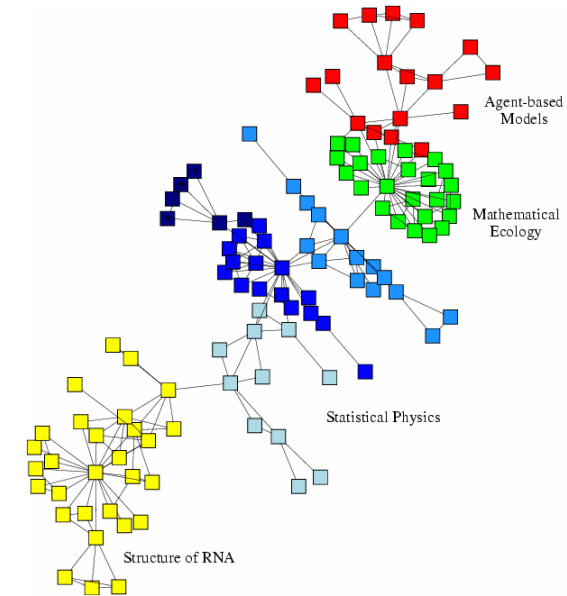 Agent-based
Models
Mathematical
Ecology
Statistical Physics
Structure of RNA